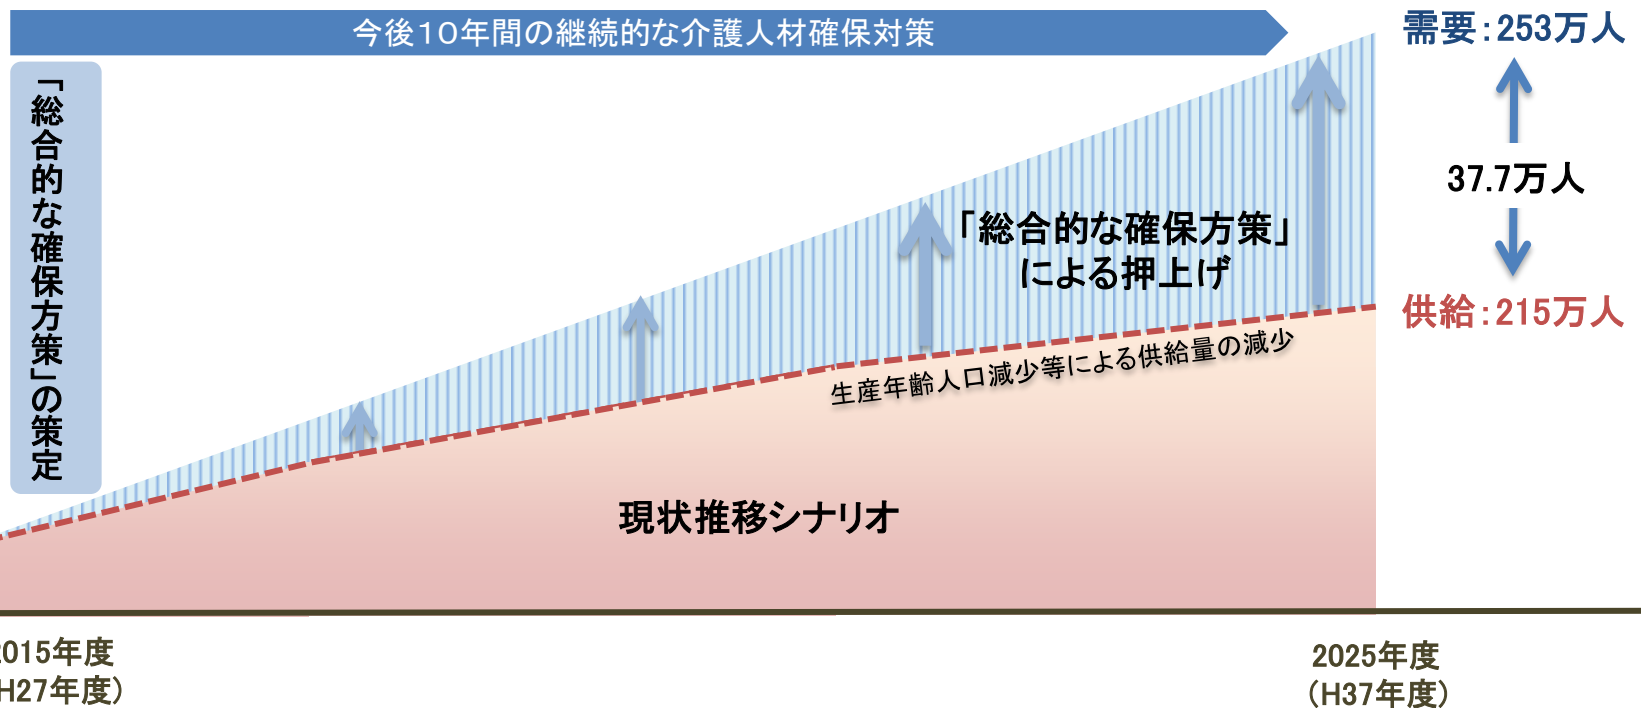 今後10年間の継続的な介護人材確保対策
「総合的な確保方策」の策定
需要：253万人
37.7万人
供給：215万人
「総合的な確保方策」
による押上げ
生産年齢人口減少等による供給量の減少
現状推移シナリオ
2015年度
H27年度）
2025年度
（H37年度）